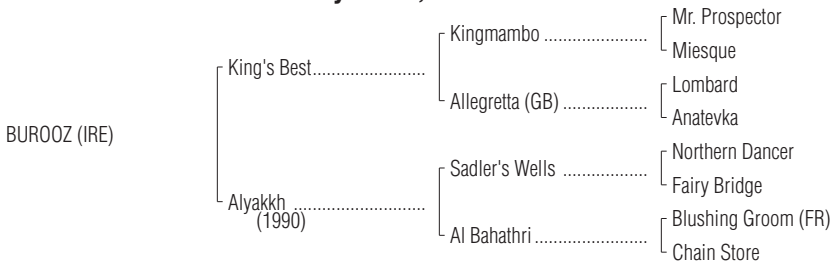 Kingmambo ............................
Mr. Prospector
Miesque
King's Best........................
Allegretta (GB) .......................
Lombard
Anatevka
BUROOZ (IRE)
Sadler's Wells .......................
Northern Dancer
Fairy Bridge
Alyakkh ............................
(1990)
Al Bahathri ........................
Blushing Groom (FR)
Chain Store